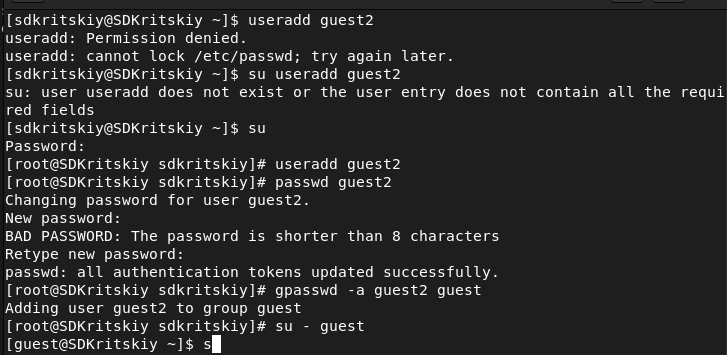 [sdkritskiy@SDKritskiy ~]$ useradd guest2
useradd: Permission denied.
useradd: cannot lock /etc/passwd; try again later.
[sdkritskiy@SDKritskiy ~]$ su useradd guest2
su: user useradd does not exist or the user entry does not contain all the requi
red fields
[sdkritskiy@SDKritskiy ~]$ su
Password:
[root@SDKritskiy sdkritskiy]# useradd guest2
[root@SDKritskiy sdkritskiy]# passwd guest2
Changing password for user guest2.
New password:
BAD PASSWORD: The password is shorter than 8 characters
Retype new password:
passwd: all authentication tokens updated successfully.
[root@SDKritskiy sdkritskiy]# gpasswd -a guest2 guest
Adding user guest2 to group guest
[root@SDKritskiy sdkritskiy]# su - guest
[guest@SDKritskiy ~]$ s